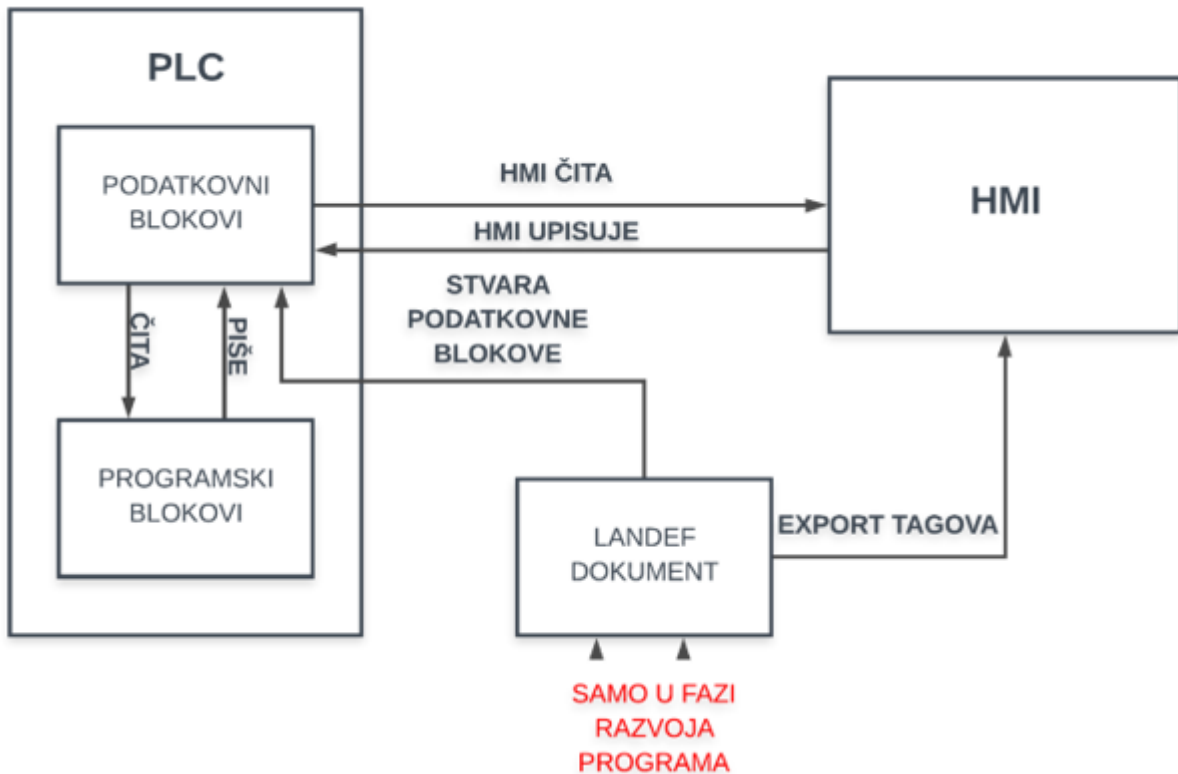 PLC
PODATKOVNI
BLOKOVI
HMI ČITA
HMI UPISUJE
HMI
STVARA
PODATKOVNE
BLOKOVE
ČITA
PIŠE
PROGRAMSKI
BLOKOVI
LANDEF
DOKUMENT
EXPORT TAGOVA
SAMO U FAZI
RAZVOJA
PROGRAMA